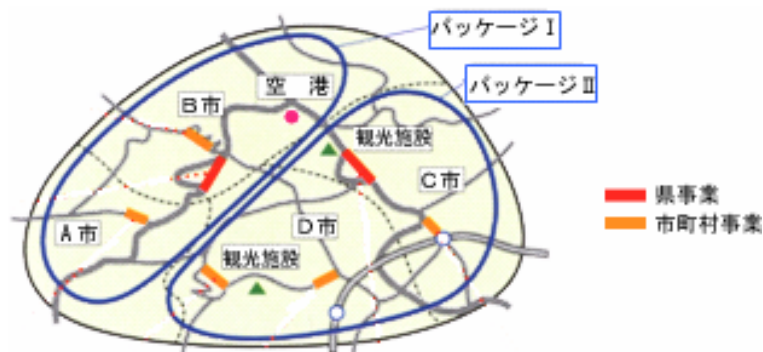 パッケージⅠ
パッケージⅡ
空港
B市
観光施設
C市
A市
D市
観光施設
県事業
市町村事業